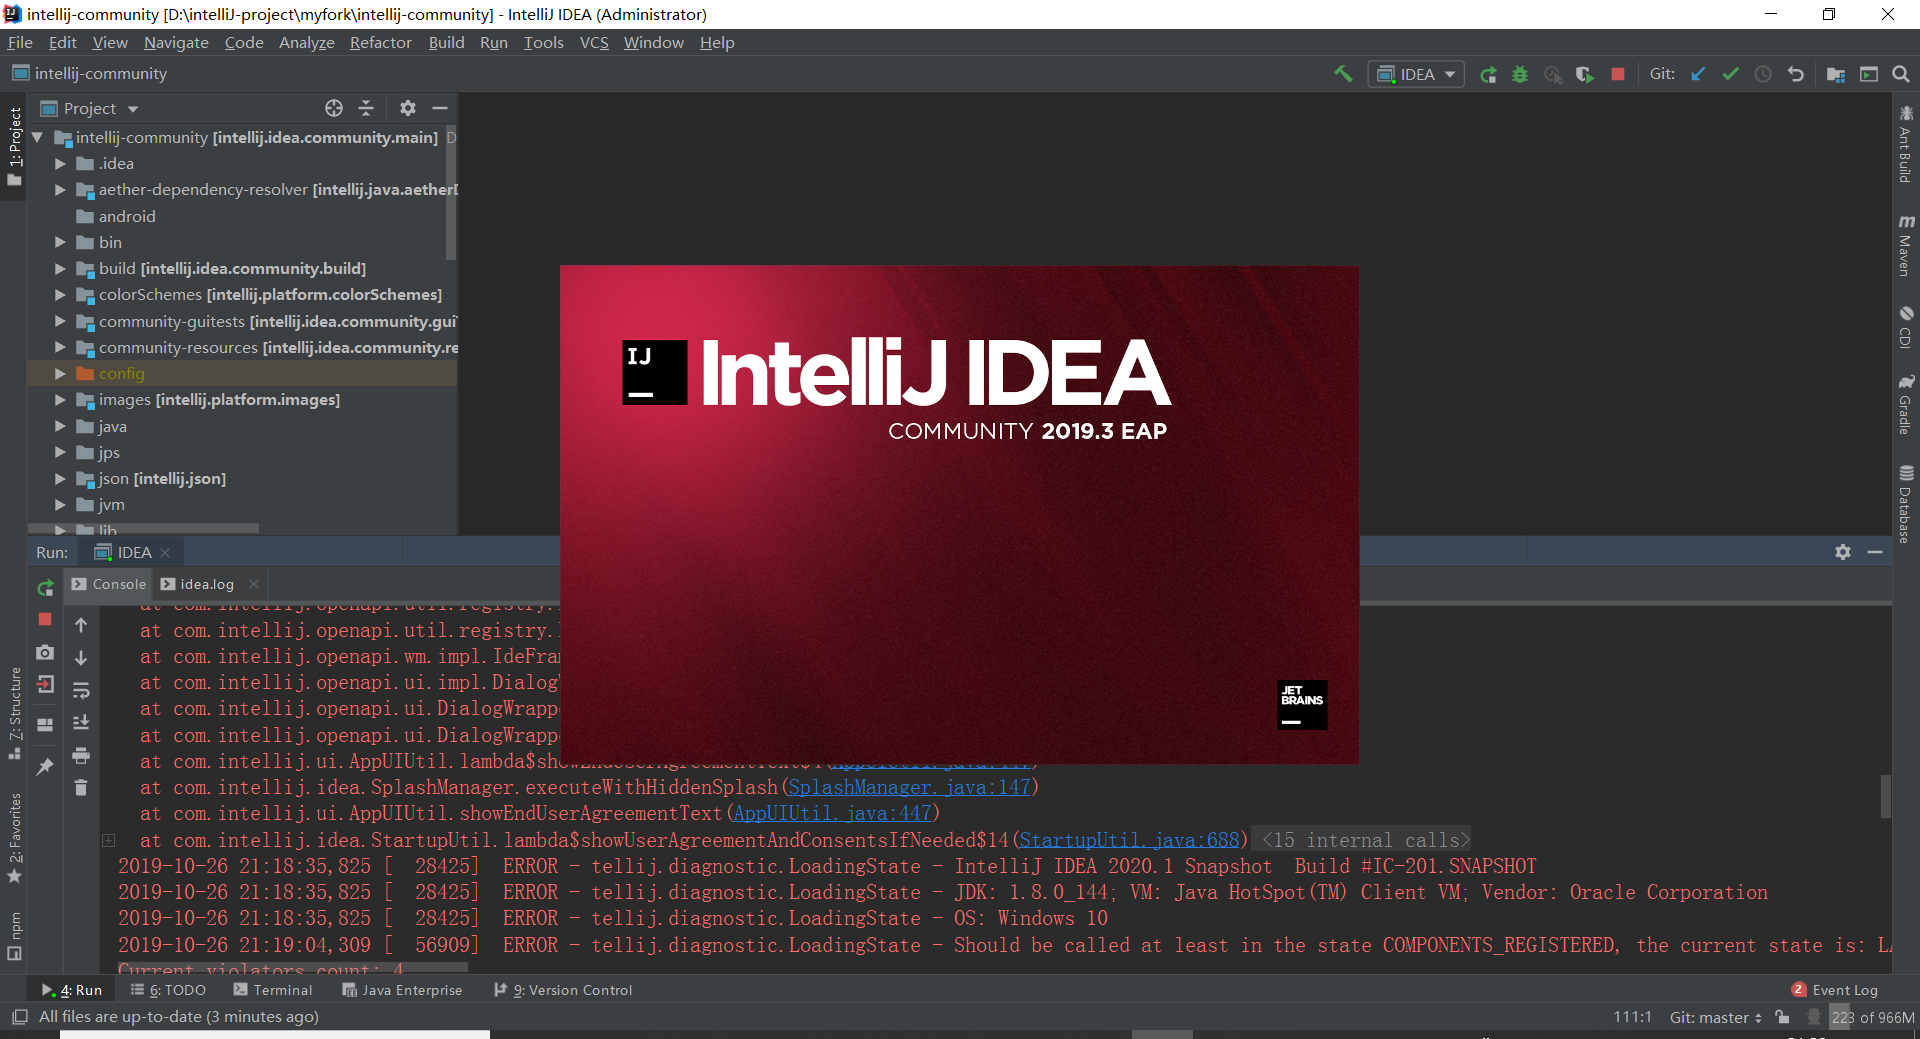 intellij-community [D:\intelliJ-project\myfork\intellij-community] - IntelliJ IDEA (Administrator)
File Edit View Navigate Code Analyze Refactor Build Run Tools VCS Window Help
intellij-community
IDEA
Git:
1: Project
Project
intellij-community [intellij.idea.community.main] D
.idea
aether-dependency-resolver [intellij.java.aetherD
android
bin
build [intellij.idea.community.build]
colorSchemes [intellij.platform.colorSchemes]
community-guitests [intellij.idea.community.gui
community-resources [intellij.idea.community.re
config
images [intellij.platform.images]
java
jps
json [intellij.json]
jvm
lib
IJ
IntelliJ IDEA
COMMUNITY 2019.3 EAP
JET
BRAINS
Ant Build
Maven
CDI
Gradle
Database
Run: IDEA
Console idea.log
at com.intellij.openapi.util.registry.
at com.intellij.openapi.util.registry.
at com.intellij.openapi.wm.impl.IdeFra
at com.intellij.openapi.ui.impl.Dialog
at com.intellij.openapi.ui.DialogWrapp
at com.intellij.openapi.ui.DialogWrapp
at com.intellij.ui.AppUIUtil.lambda$showEndUserAgreementText$4(AppUIUtil.java:447)
at com.intellij.idea.SplashManager.executeWithHiddenSplash(SplashManager.java:147)
at com.intellij.ui.AppUIUtil.showEndUserAgreementText(AppUIUtil.java:447)
at com.intellij.idea.StartupUtil.lambda$showUserAgreementAndConsentsIfNeeded$14(StartupUtil.java:688) <15 internal calls>
2019-10-26 21:18:35,825 [  28425]  ERROR - tellij.diagnostic.LoadingState - IntelliJ IDEA 2020.1 Snapshot  Build #IC-201.SNAPSHOT
2019-10-26 21:18:35,825 [  28425]  ERROR - tellij.diagnostic.LoadingState - JDK: 1.8.0_144; VM: Java HotSpot(TM) Client VM; Vendor: Oracle Corporation
2019-10-26 21:18:35,825 [  28425]  ERROR - tellij.diagnostic.LoadingState - OS: Windows 10
2019-10-26 21:19:04,309 [  56909]  ERROR - tellij.diagnostic.LoadingState - Should be called at least in the state COMPONENTS_REGISTERED, the current state is: LA
Current violators count: 4
7: Structure
2: Favorites
npm
4: Run 6: TODO Terminal Java Enterprise 9: Version Control 2 Event Log
All files are up-to-date (3 minutes ago) 111:1 Git: master 223 of 966M